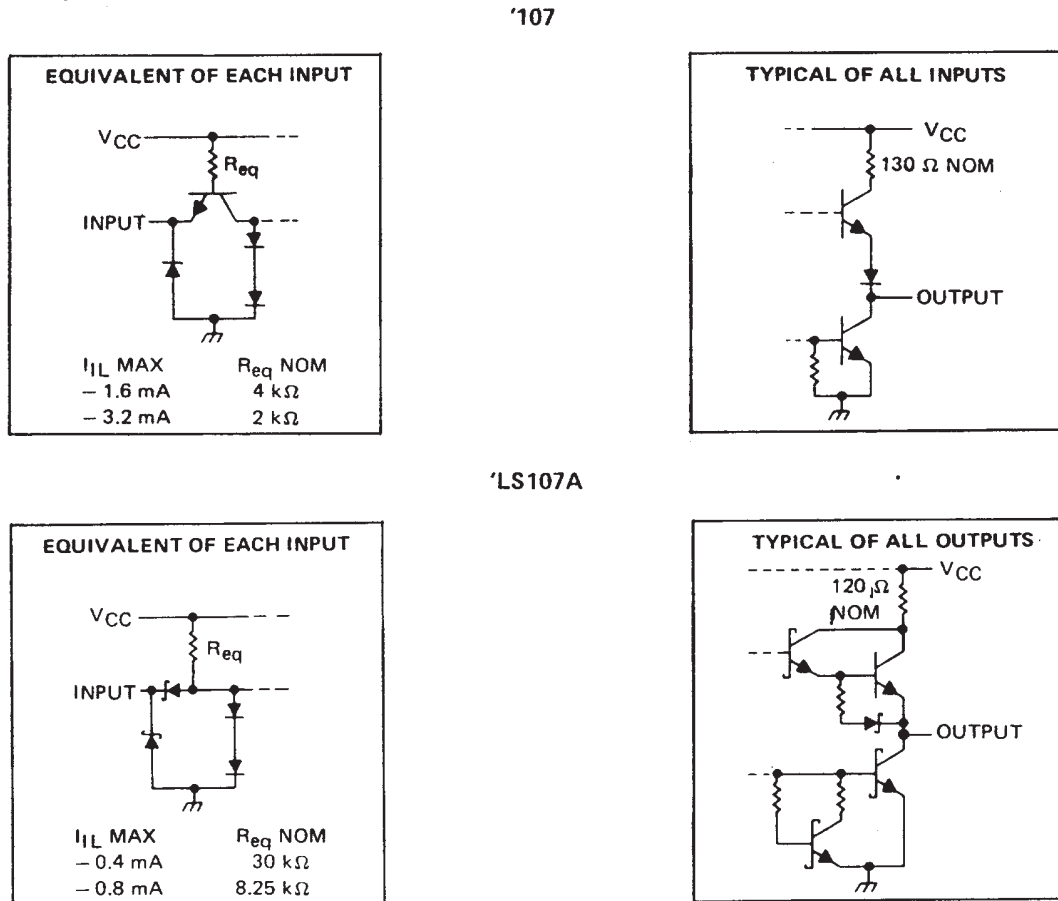 '107
EQUIVALENT OF EACH INPUT
VCC
Req
INPUT
IIL MAX Req NOM
– 1.6 mA 4 kΩ
– 3.2 mA 2 kΩ
TYPICAL OF ALL INPUTS
VCC
130 Ω NOM
OUTPUT
'LS107A
EQUIVALENT OF EACH INPUT
VCC
Req
INPUT
IIL MAX Req NOM
– 0.4 mA 30 kΩ
– 0.8 mA 8.25 kΩ
TYPICAL OF ALL OUTPUTS
VCC
120 Ω
NOM
OUTPUT